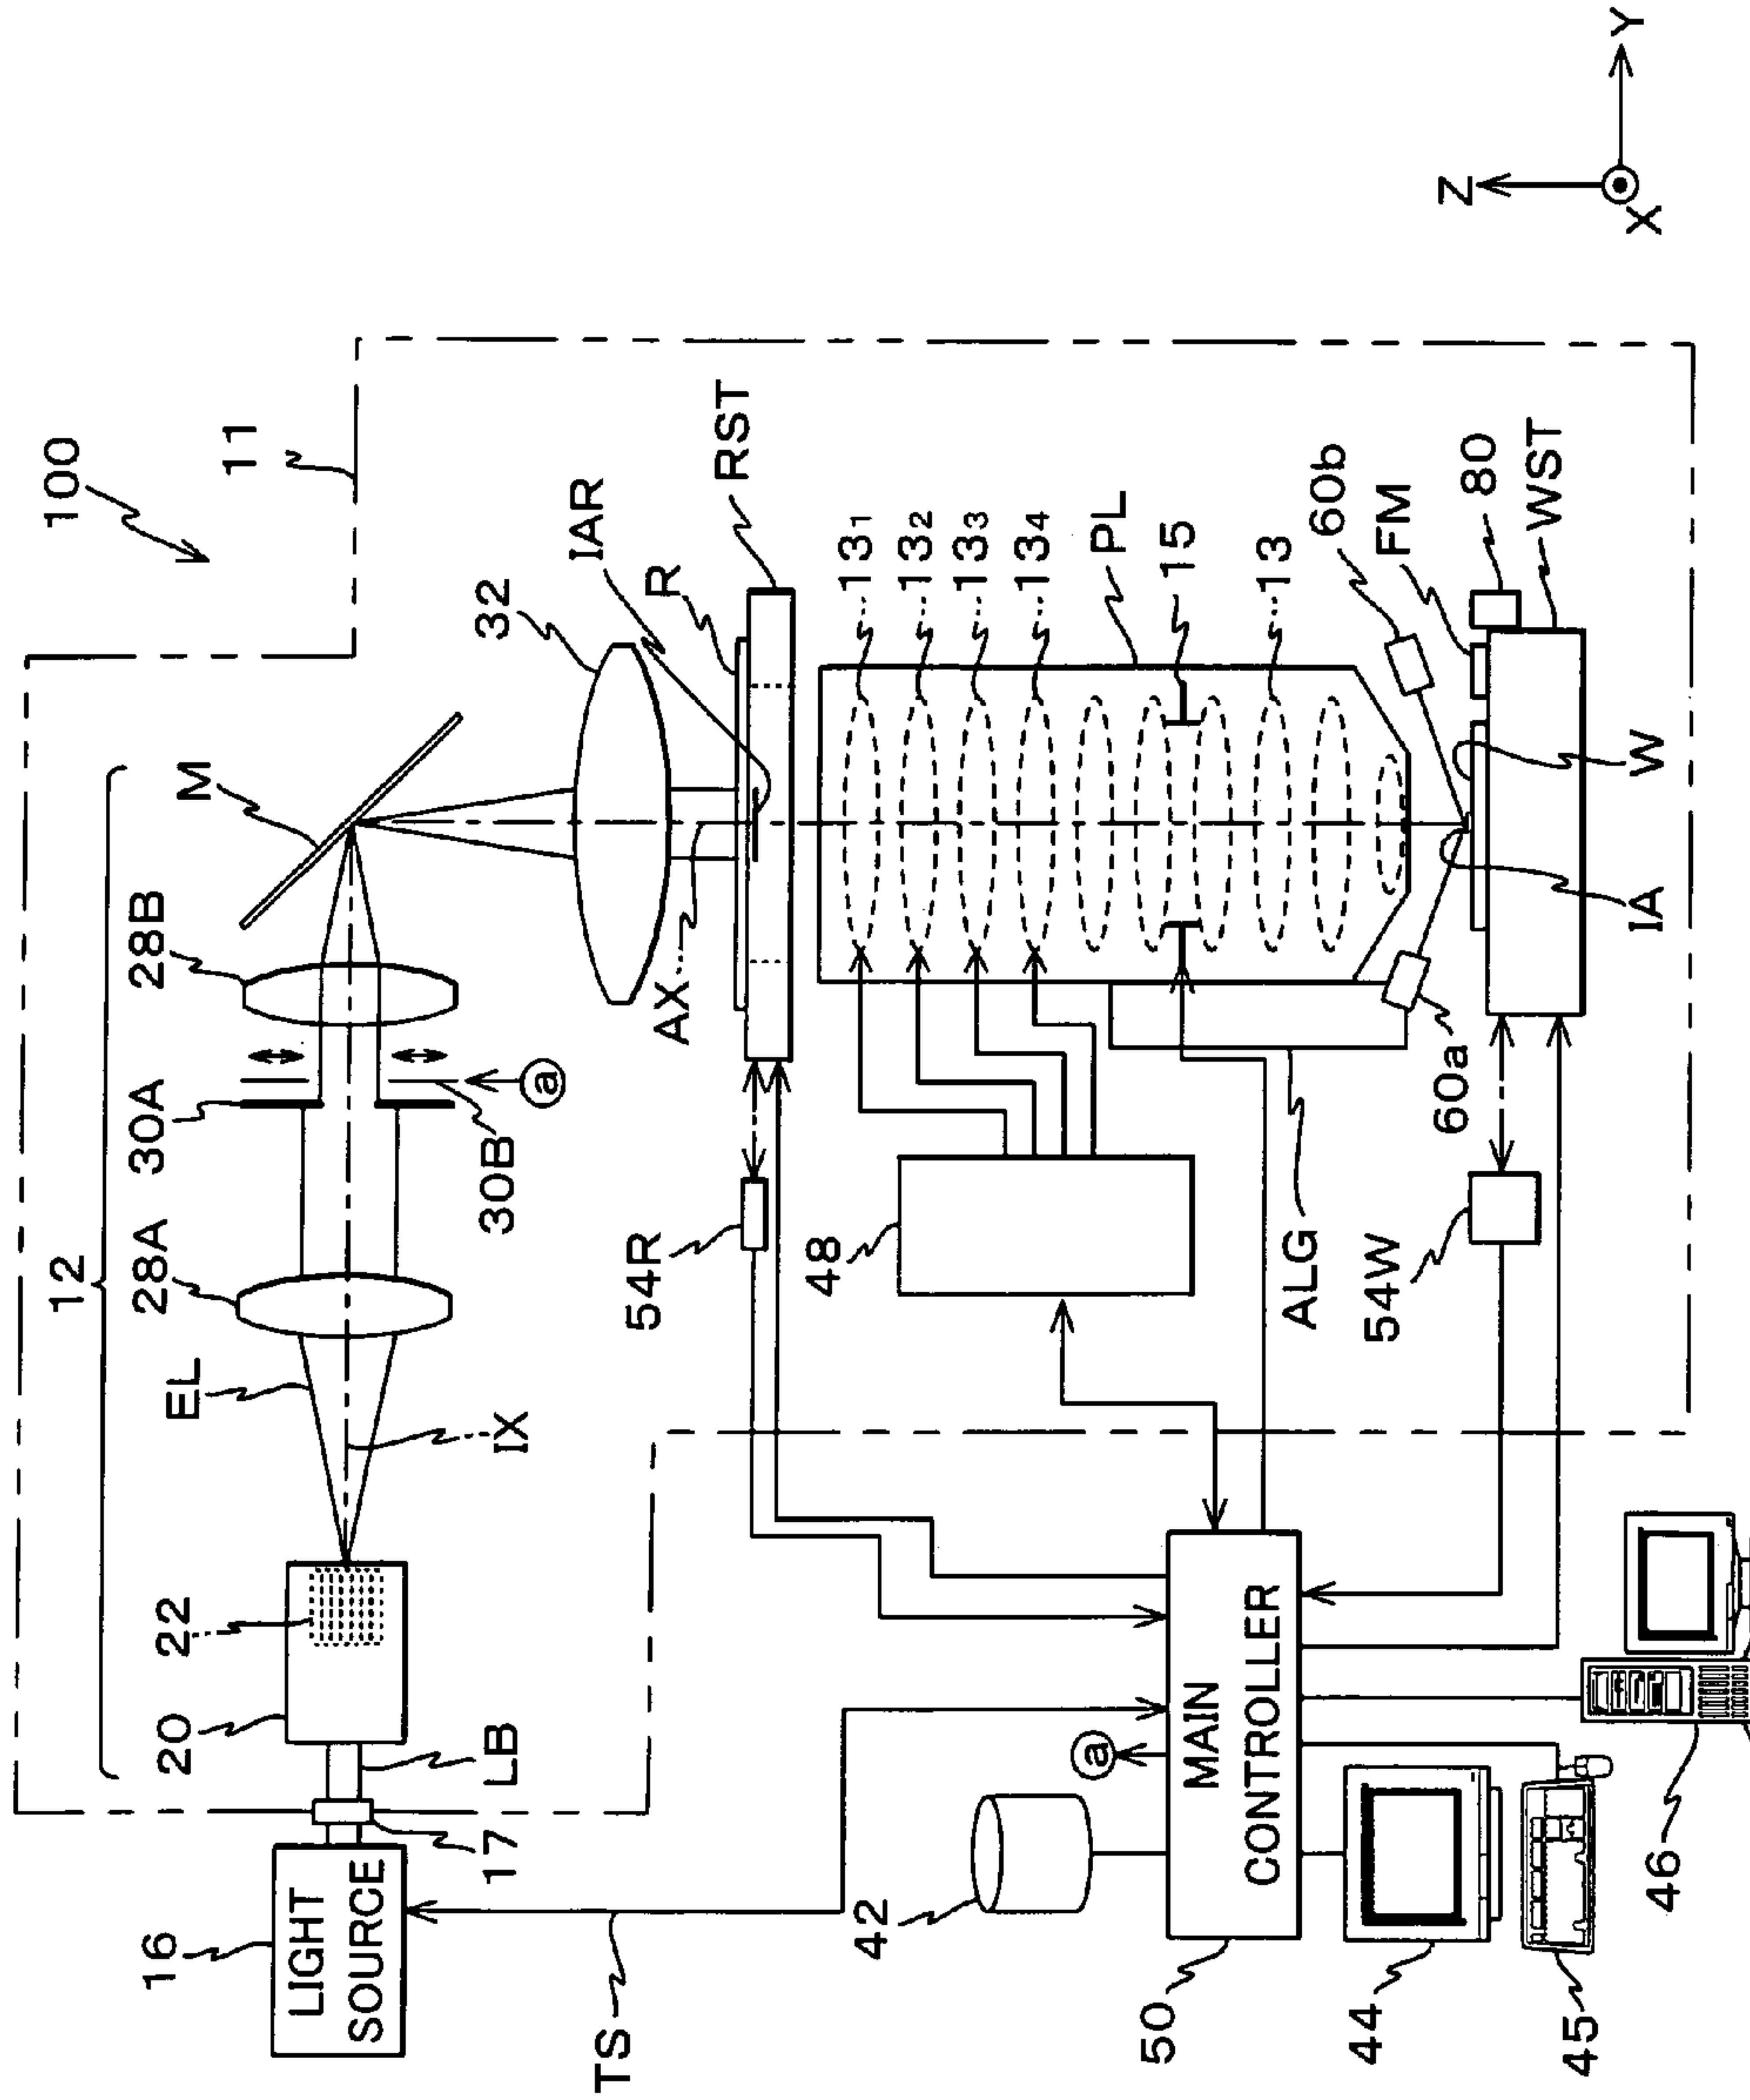 100
11
12
M
28B
30A
28A
EL
IX
22
20
LB
17
16
LIGHT
SOURCE
TS
30B
a
32
IAR
R
RST
AX
54R
48
13₁
13₂
13₃
13₄
PL
15
13
60b
FM
80
WST
W
IA
60a
54W
ALG
a
42
50
MAIN
CONTROLLER
44
45
46
Z
Y
X